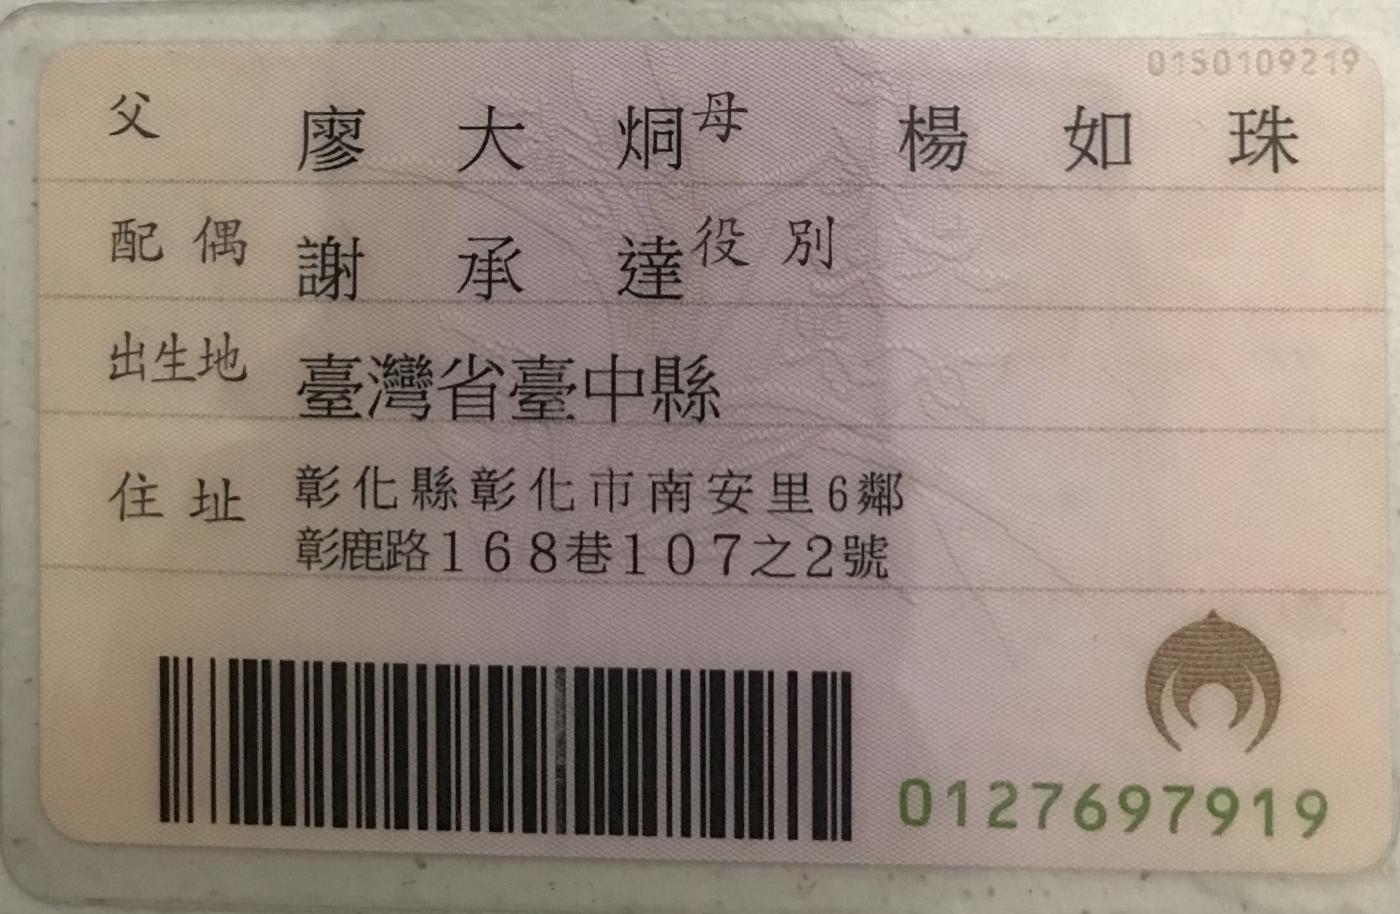 0150109219
父 廖大烔 母 楊如珠
配偶 謝承達 役別
出生地 臺灣省臺中縣
住址 彰化縣彰化市南安里6鄰
彰鹿路168巷107之2號
0127697919